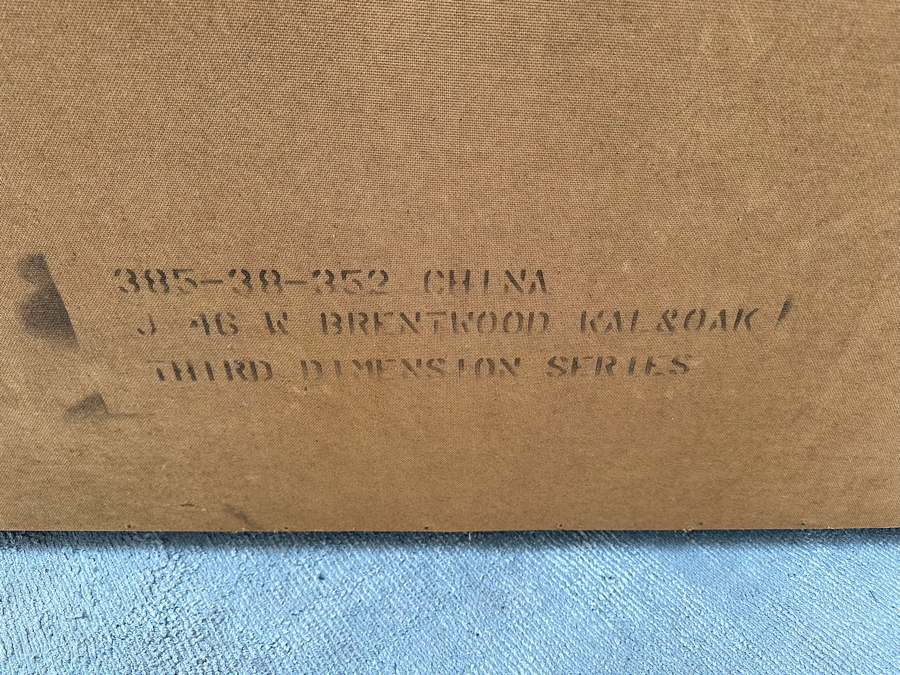 385-38-352 CHINA
J 46 W BRENTWOOD WAL&OAK
THIRD DIMENSION SERIES